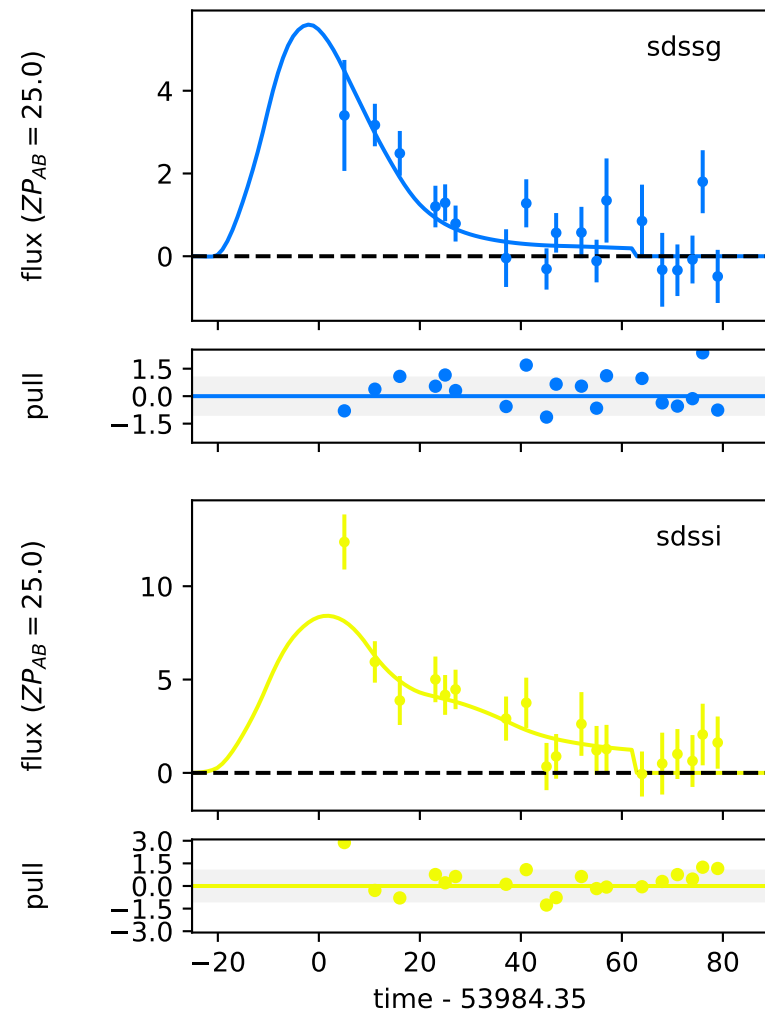 sdssg
flux (ZP_AB = 25.0)
4
2
0
pull
1.5
0.0
−1.5
sdssi
flux (ZP_AB = 25.0)
10
5
0
pull
3.0
1.5
0.0
−1.5
−3.0
−20 0 20 40 60 80
time - 53984.35